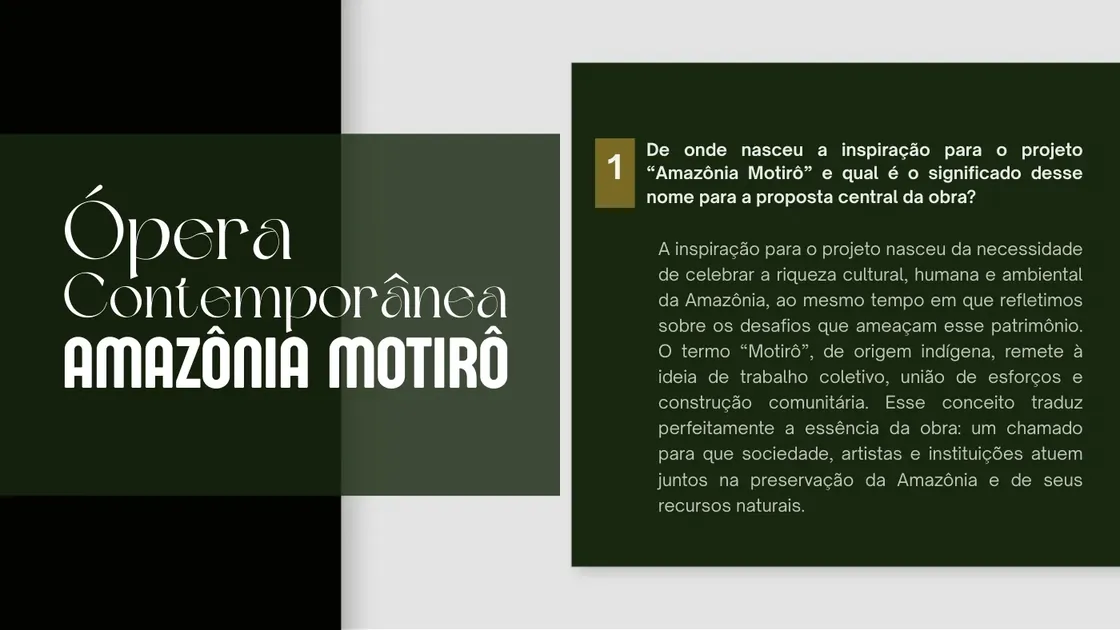 Ópera
Contemporânea
AMAZÔNIA MOTIRÔ
1
De onde nasceu a inspiração para o projeto
“Amazônia Motirô” e qual é o significado desse
nome para a proposta central da obra?
A inspiração para o projeto nasceu da necessidade
de celebrar a riqueza cultural, humana e ambiental
da Amazônia, ao mesmo tempo em que refletimos
sobre os desafios que ameaçam esse patrimônio.
O termo “Motirô”, de origem indígena, remete à
ideia de trabalho coletivo, união de esforços e
construção comunitária. Esse conceito traduz
perfeitamente a essência da obra: um chamado
para que sociedade, artistas e instituições atuem
juntos na preservação da Amazônia e de seus
recursos naturais.